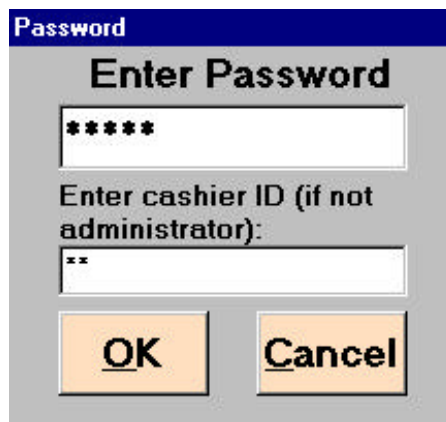 Password
Enter Password
*****
Enter cashier ID (if not
administrator):
**
OK
Cancel